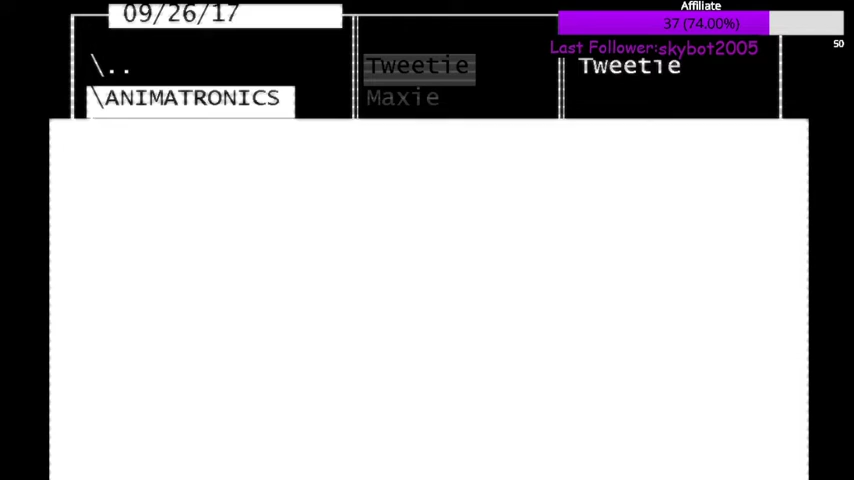 09/26/17
Affiliate
37 (74.00%)
50
Last Follower:skybot2005
\..
Tweetie
Tweetie
\ANIMATRONICS
Maxie